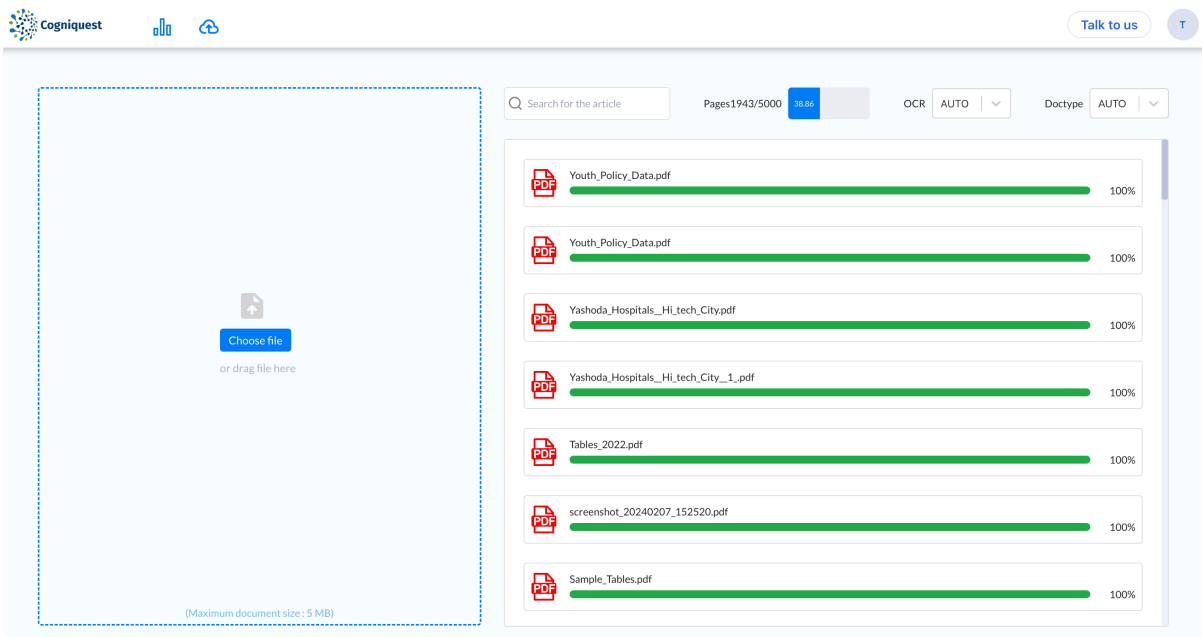 Cogniquest
Talk to us
T
Search for the article
Pages1943/5000
38.86
OCR
AUTO
Doctype
AUTO
Choose file
or drag file here
(Maximum document size : 5 MB)
PDF
Youth_Policy_Data.pdf
100%
PDF
Youth_Policy_Data.pdf
100%
PDF
Yashoda_Hospitals__Hi_tech_City.pdf
100%
PDF
Yashoda_Hospitals__Hi_tech_City__1_.pdf
100%
PDF
Tables_2022.pdf
100%
PDF
screenshot_20240207_152520.pdf
100%
PDF
Sample_Tables.pdf
100%